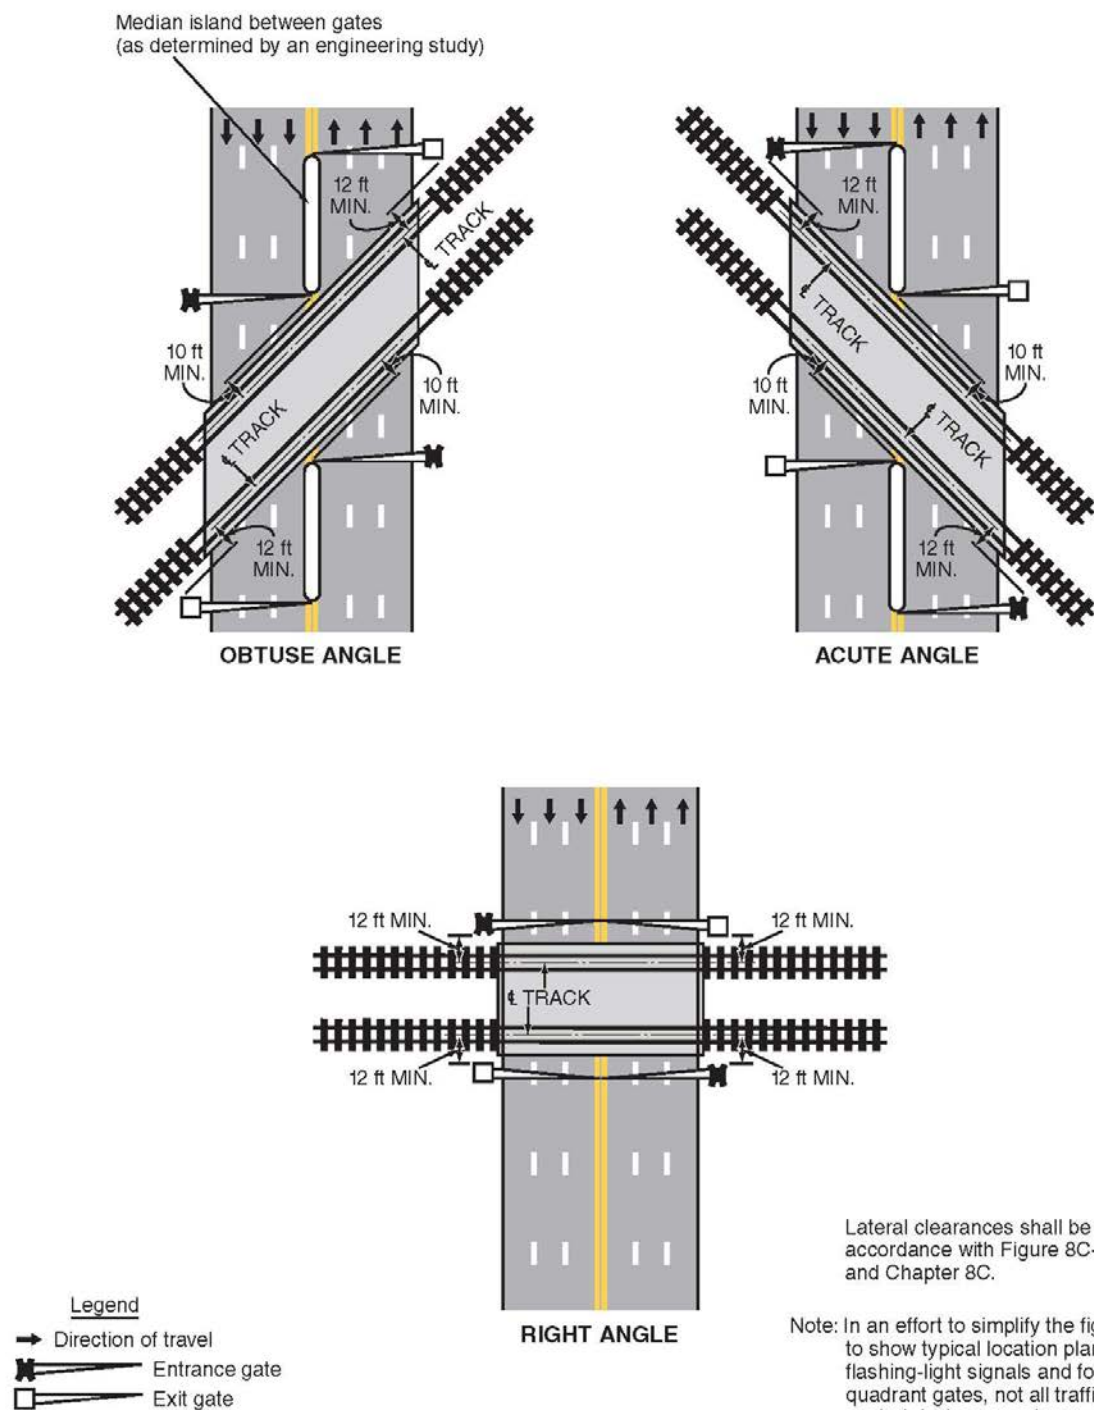 Median island between gates
(as determined by an engineering study)
12 ft
MIN.
℄ TRACK
10 ft
MIN.
10 ft
MIN.
℄ TRACK
12 ft
MIN.
OBTUSE ANGLE
12 ft
MIN.
℄ TRACK
10 ft
MIN.
10 ft
MIN.
℄ TRACK
12 ft
MIN.
ACUTE ANGLE
12 ft MIN.
12 ft MIN.
℄ TRACK
12 ft MIN.
12 ft MIN.
RIGHT ANGLE
Legend
Direction of travel
Entrance gate
Exit gate
Lateral clearances shall be
accordance with Figure 8C-
and Chapter 8C.
Note: In an effort to simplify the
to show typical location
flashing-light signals and
quadrant gates, not all